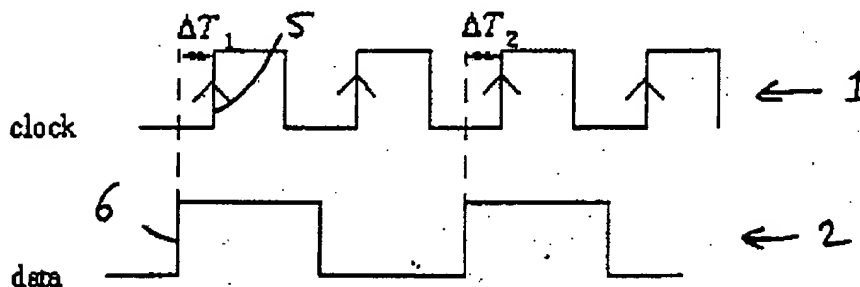 ΔT₁ 5 ΔT₂
1
clock
6
2
data